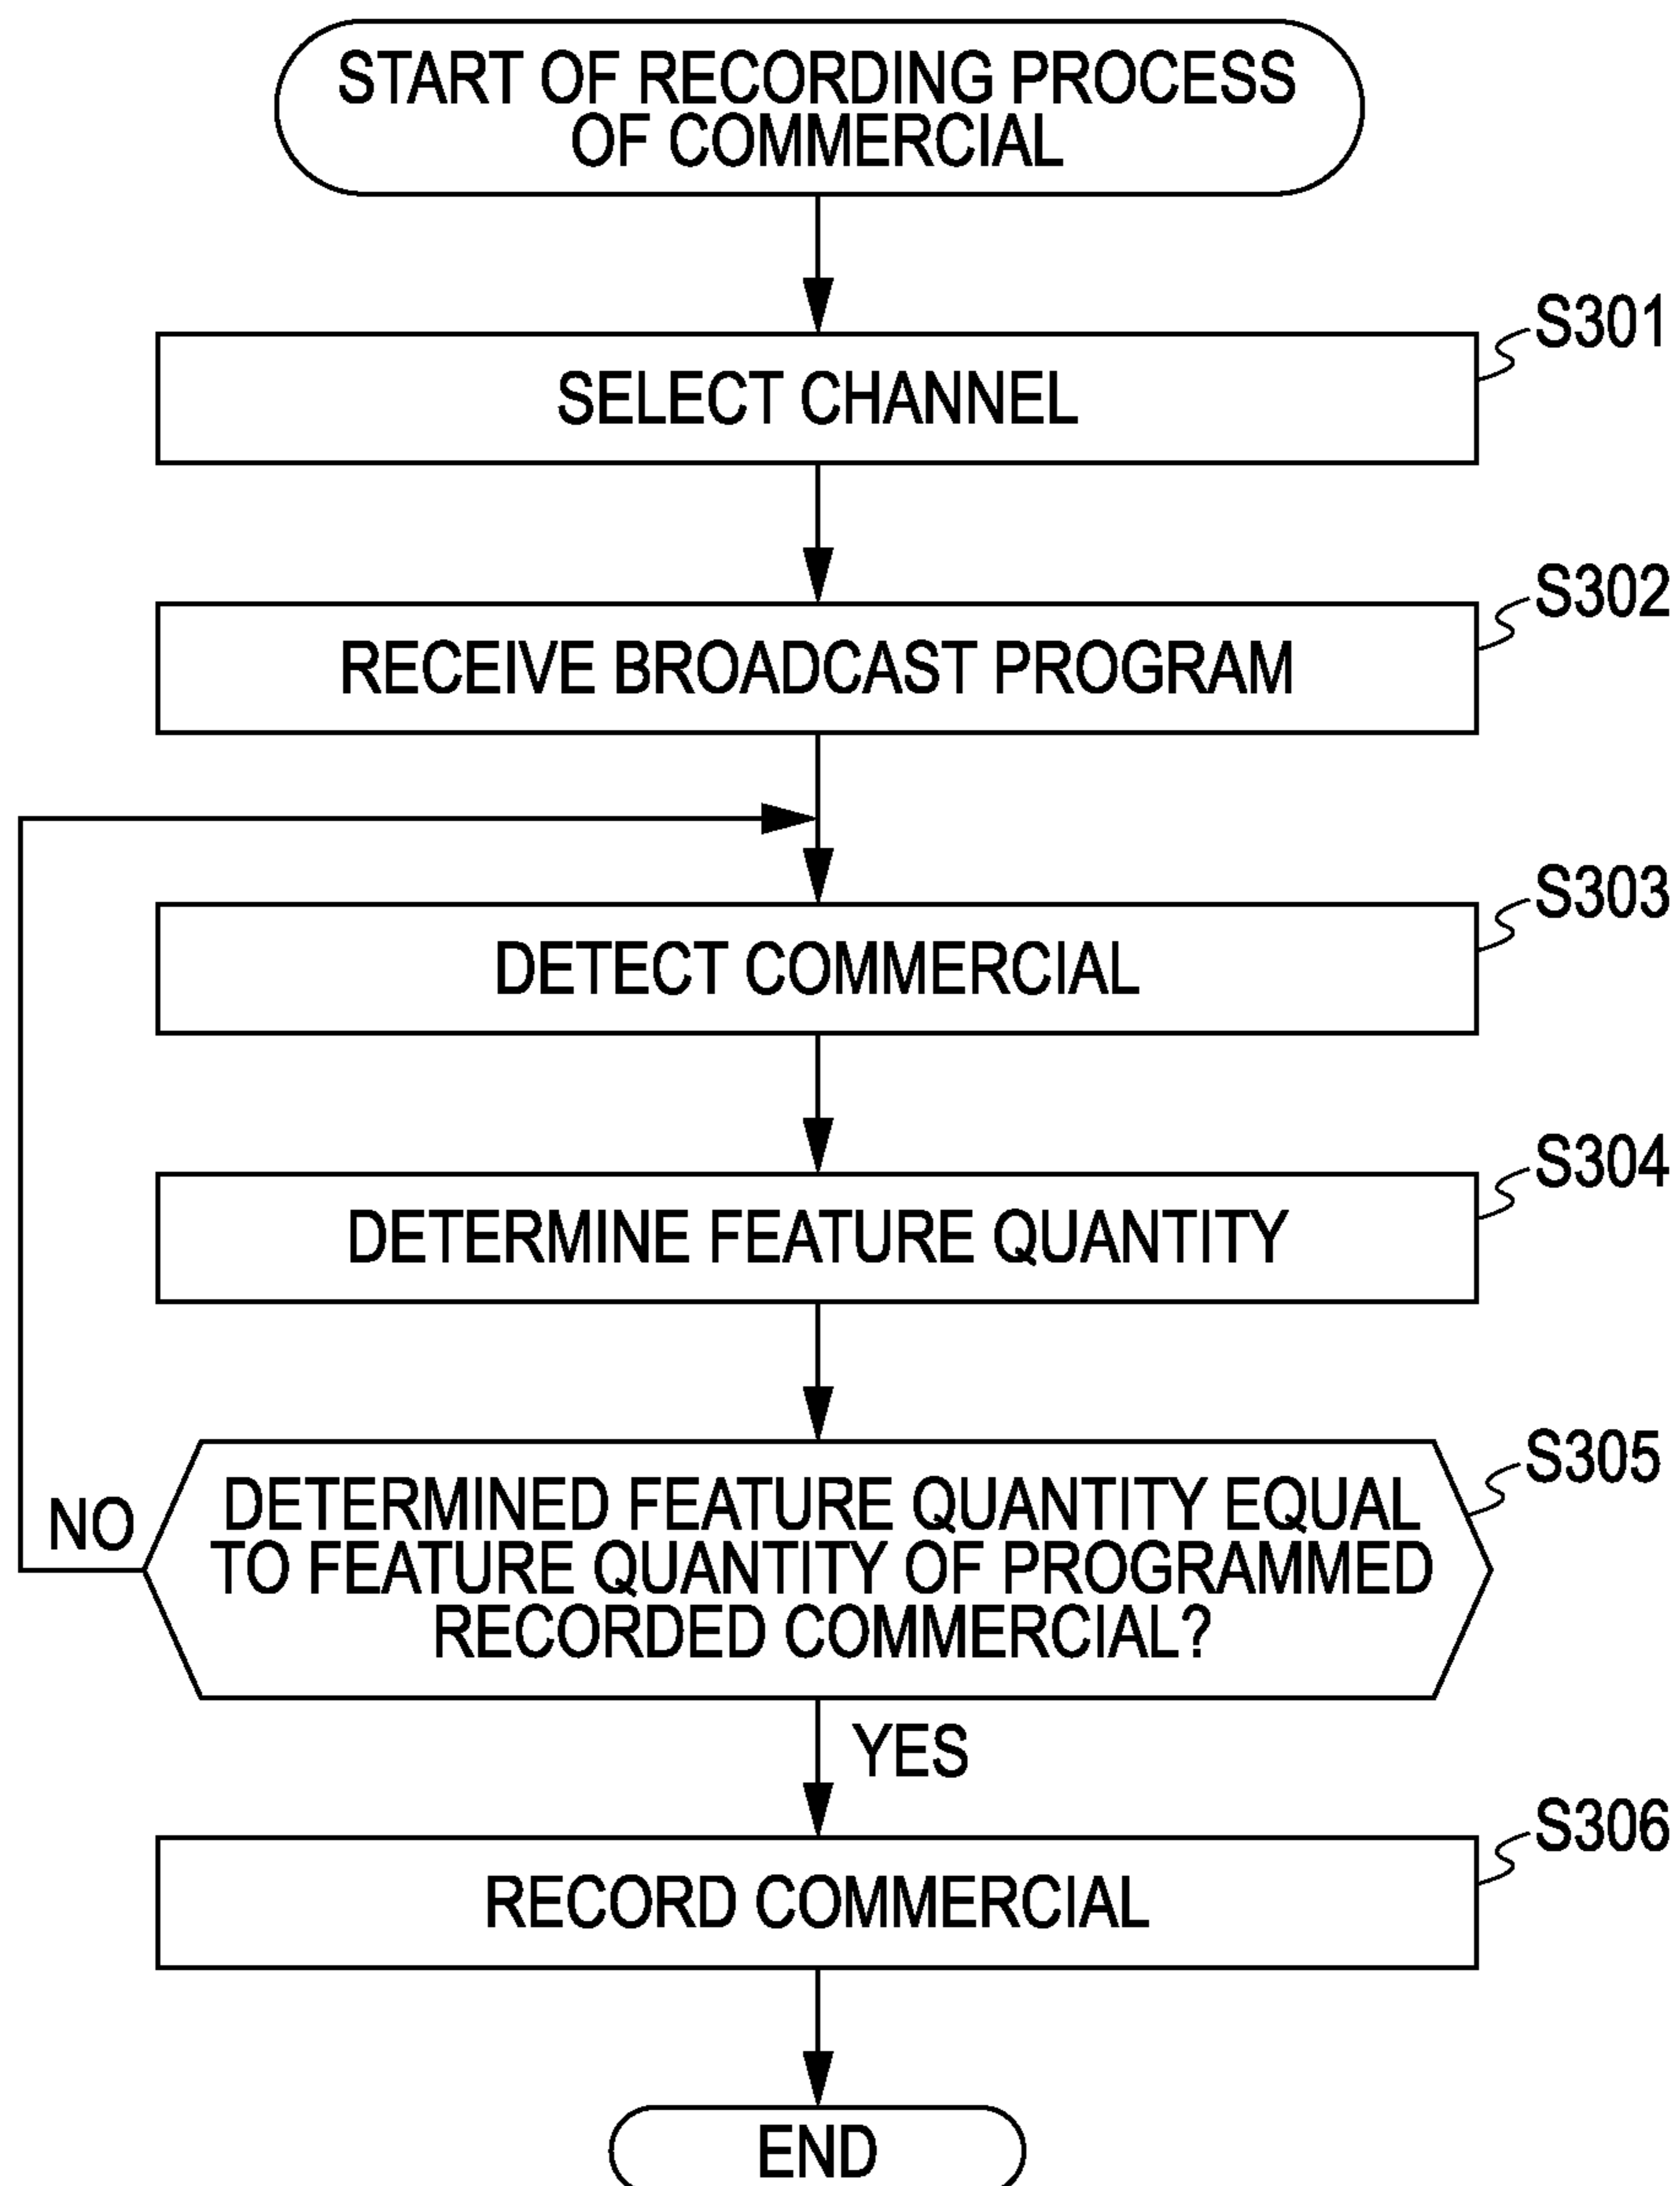 START OF RECORDING PROCESS
OF COMMERCIAL
S301
SELECT CHANNEL
S302
RECEIVE BROADCAST PROGRAM
S303
DETECT COMMERCIAL
S304
DETERMINE FEATURE QUANTITY
S305
NO
DETERMINED FEATURE QUANTITY EQUAL
TO FEATURE QUANTITY OF PROGRAMMED
RECORDED COMMERCIAL?
YES
S306
RECORD COMMERCIAL
END